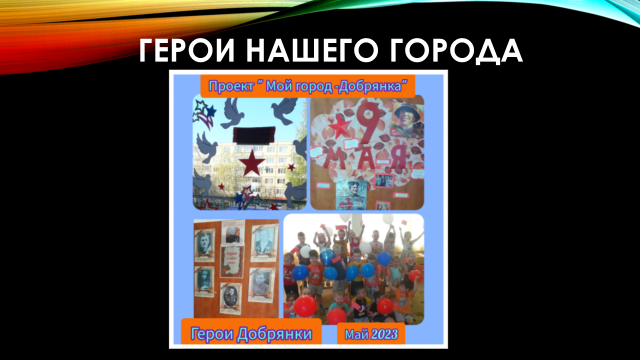 ГЕРОИ НАШЕГО ГОРОДА
Проект " Мой город -Добрянка"
9
МАЯ
Герои Добрянки
Май 2023